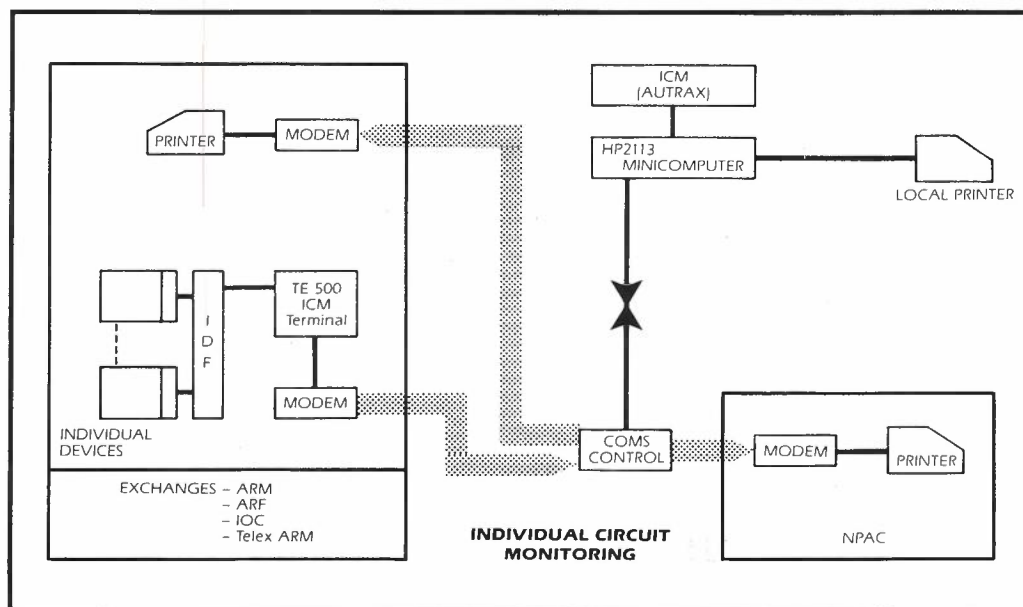 PRINTER
MODEM
TE 500
ICM
Terminal
I
D
F
MODEM
INDIVIDUAL
DEVICES
EXCHANGES – ARM
– ARF
– IOC
– Telex ARM
ICM
(AUTRAX)
HP2113
MINICOMPUTER
LOCAL PRINTER
COMS
CONTROL
MODEM
PRINTER
NPAC
INDIVIDUAL CIRCUIT
MONITORING